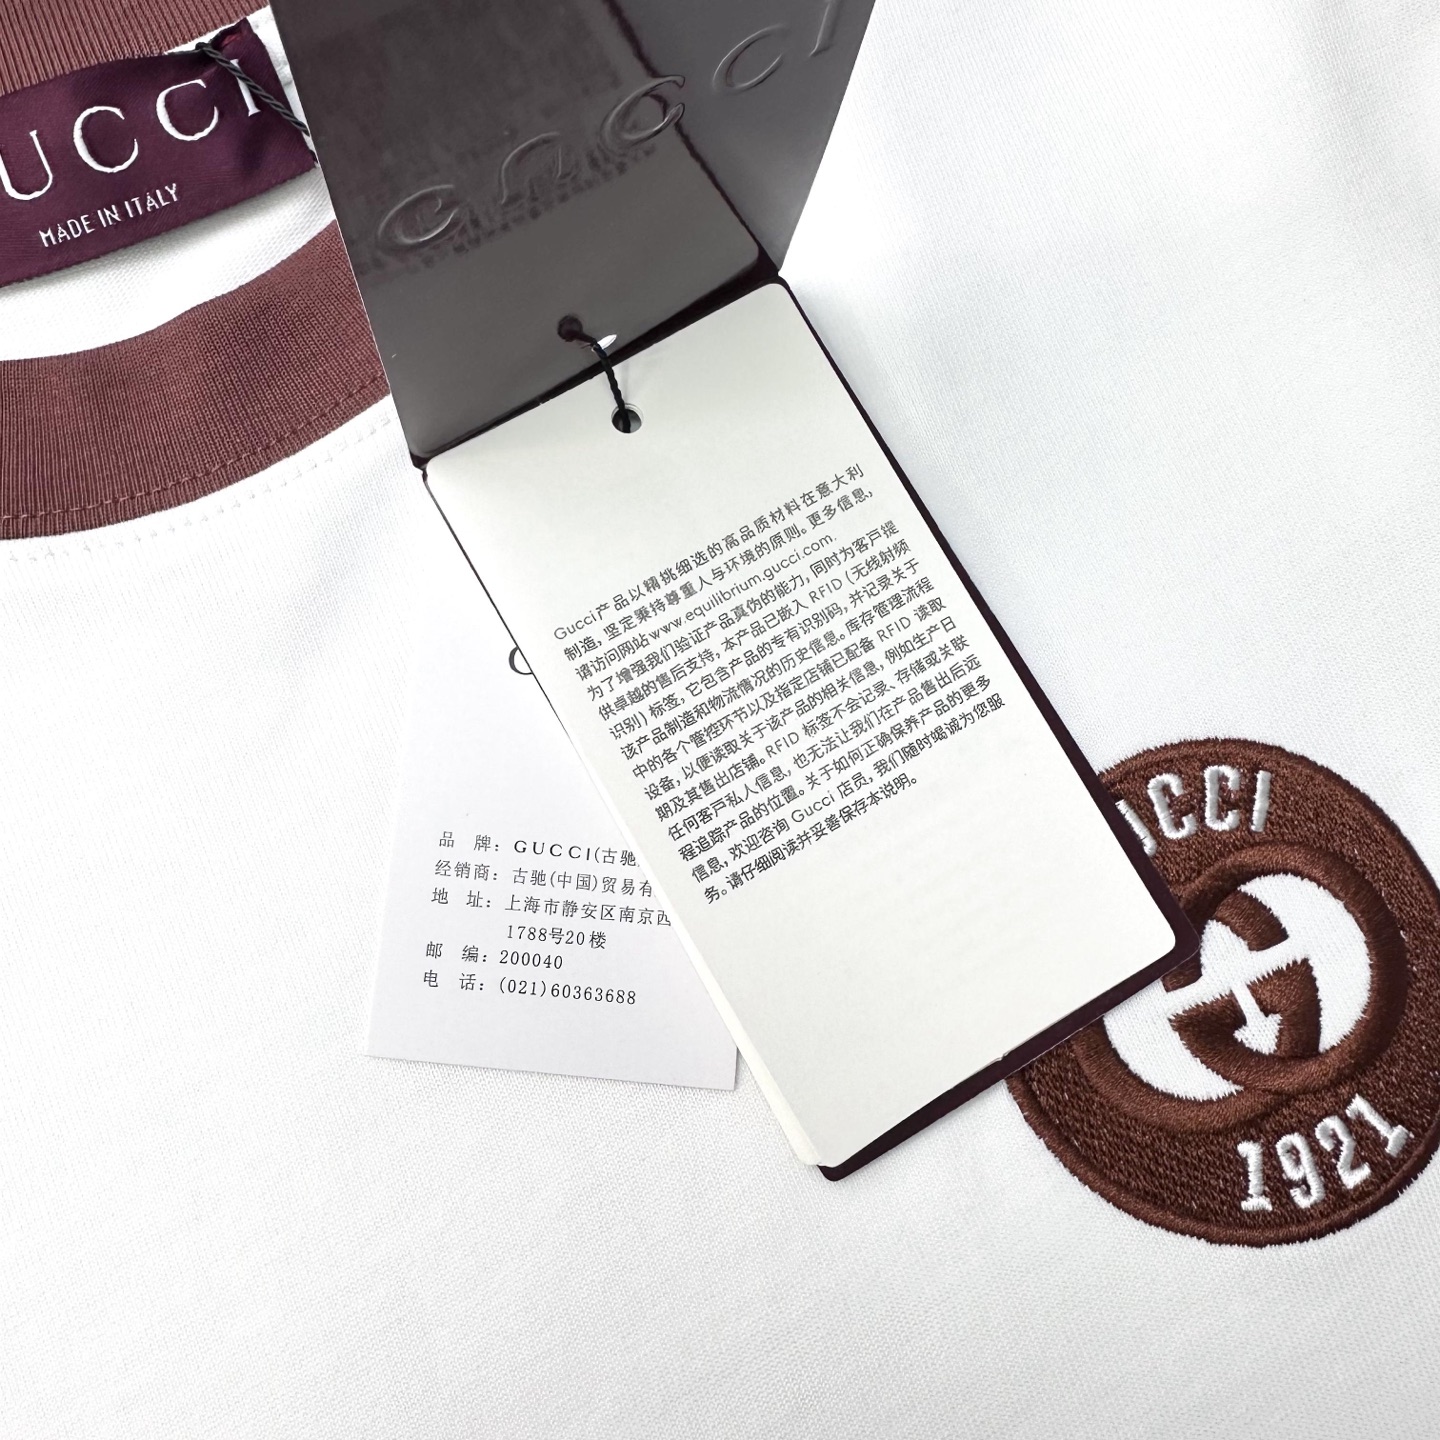 UCCI
MADE IN ITALY
GUCCI
Gucci产品以精挑细选的高品质材料在意大利
制造，坚定秉持尊重人与环境的原则。更多信息，
请访问网站www.equilibrium.gucci.com.
为了增强我们验证产品真伪的能力，同时为客户提
供卓越的售后支持，本产品已嵌入 RFID (无线射频
识别)) 标签，它包含产品的专有识别码，并记录关于
该产品制造和物流情况的历史信息。库存管理流程
中的各个管控环节以及指定店铺已配备 RFID 读取
设备，以便读取关于该产品的相关信息，例如生产日
期及其售出店铺。RFID 标签不会记录、存储或关联
任何客户私人信息，也无法让我们在产品售出后远
程追踪产品的位置。关于如何正确保养产品的更多
信息，欢迎咨询 Gucci 店员，我们随时竭诚为您服
务。请仔细阅读并妥善保存本说明。
品 牌：GUCCI(古驰
经销商：古驰(中国)贸易有
地 址：上海市静安区南京西
1788号20楼
邮 编：200040
电 话：(021)60363688
UCCI
1921